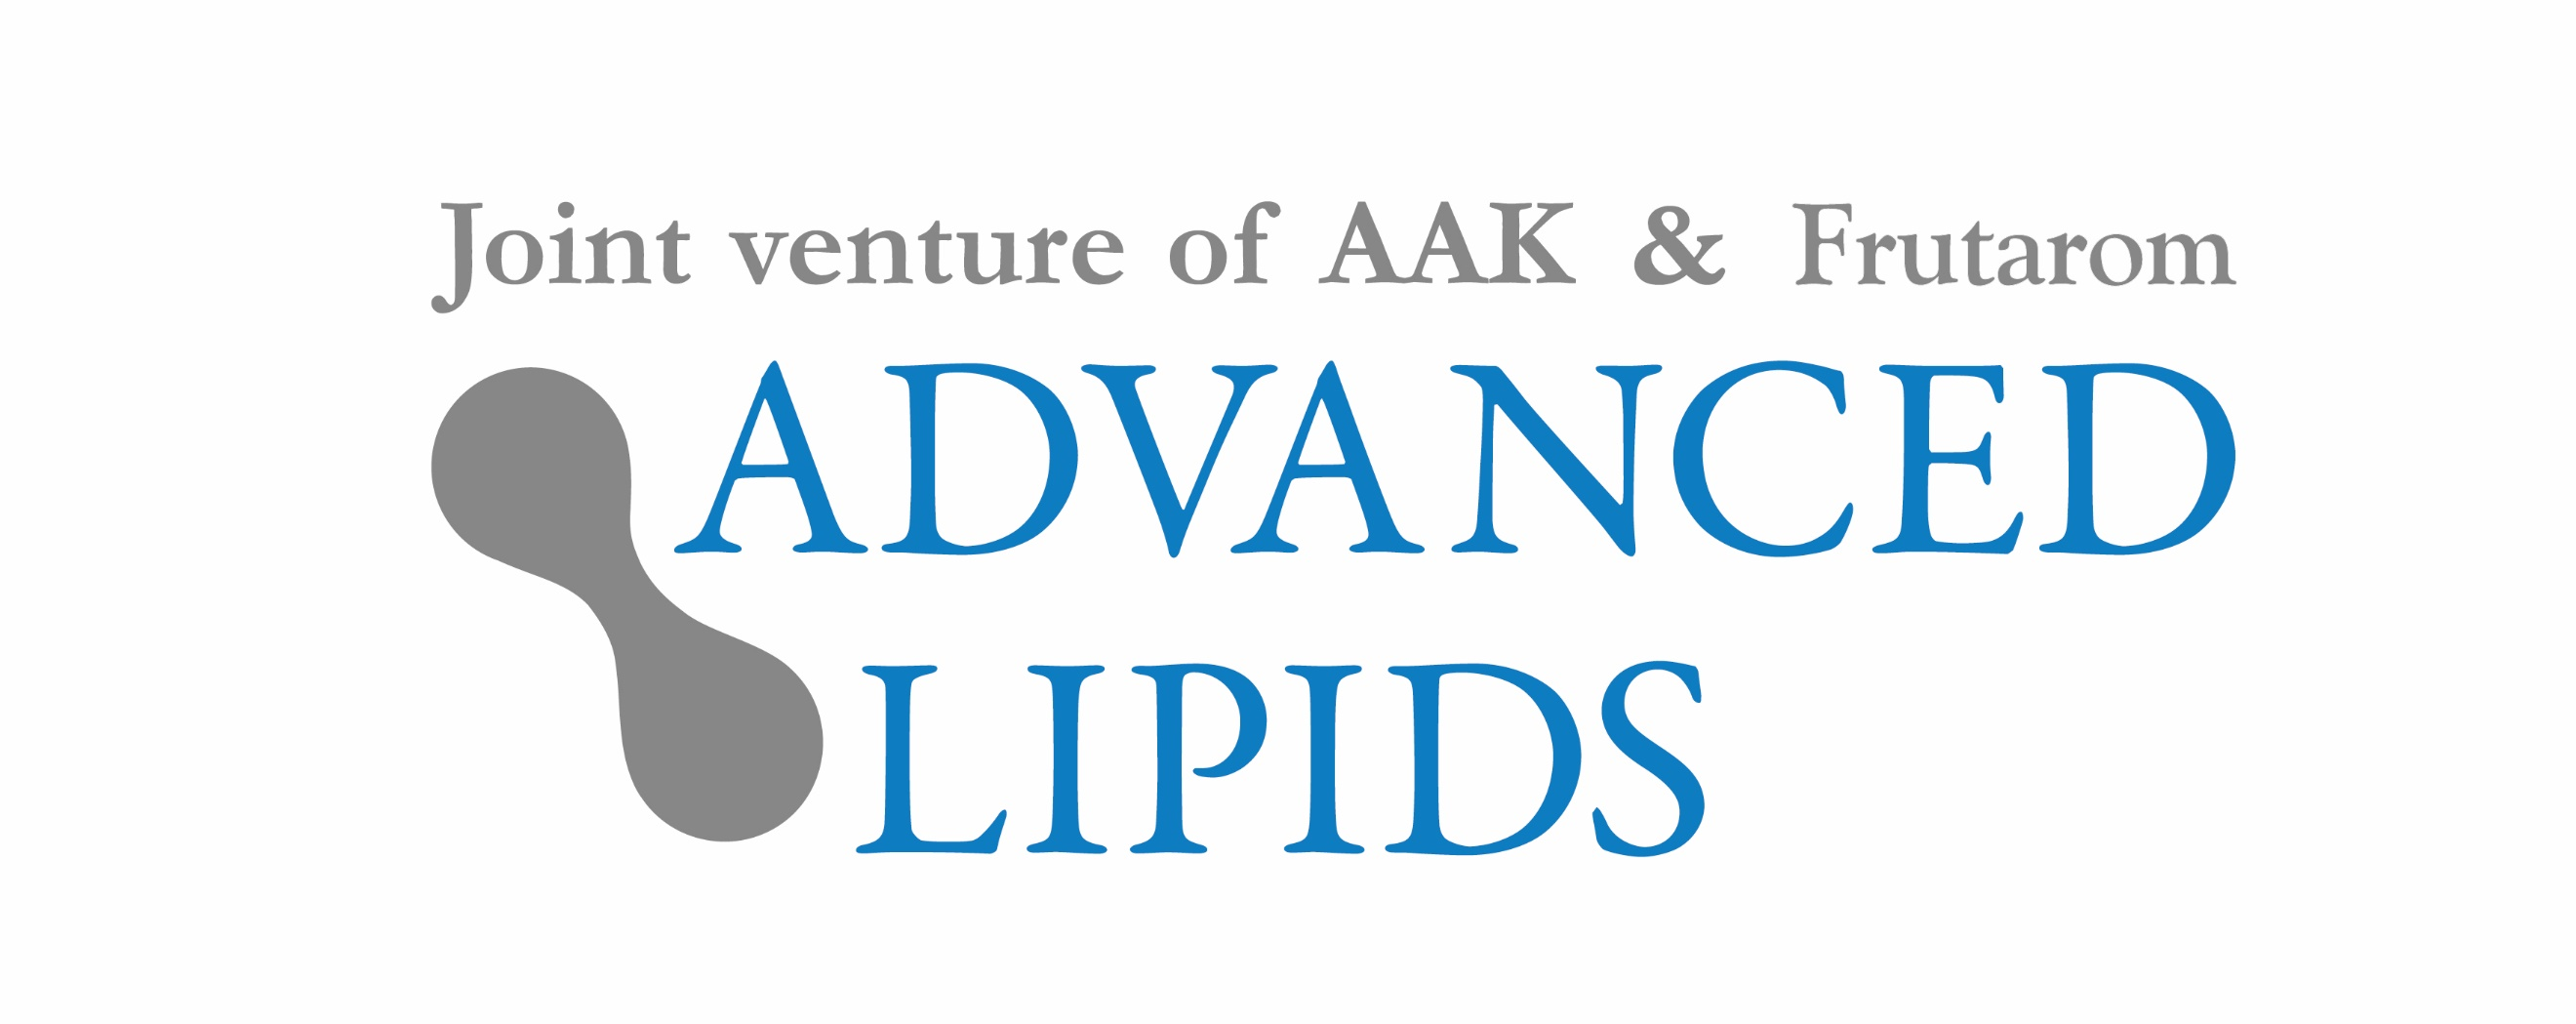 Joint venture of AAK & Frutarom
ADVANCED
LIPIDS